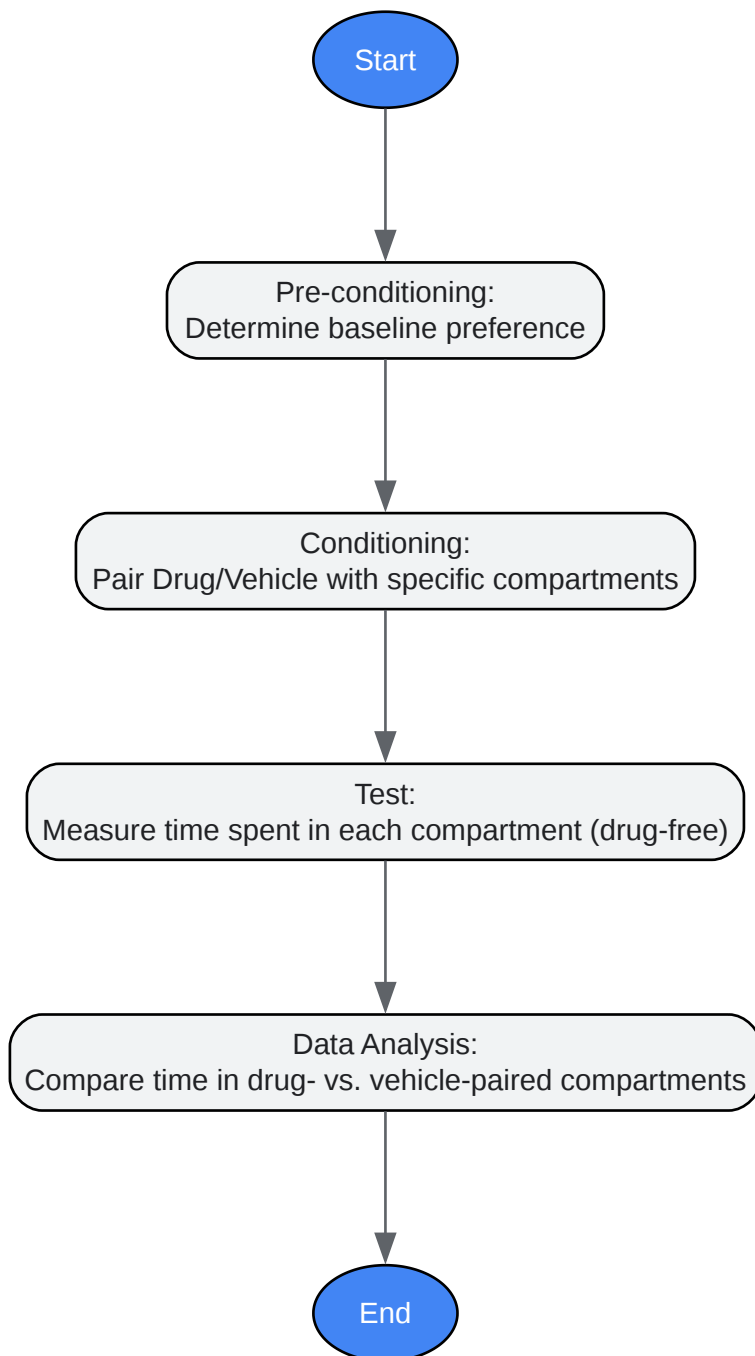 Start
Pre-conditioning:
Determine baseline preference
Conditioning:
Pair Drug/Vehicle with specific compartments
Test:
Measure time spent in each compartment (drug-free)
Data Analysis:
Compare time in drug- vs. vehicle-paired compartments
End